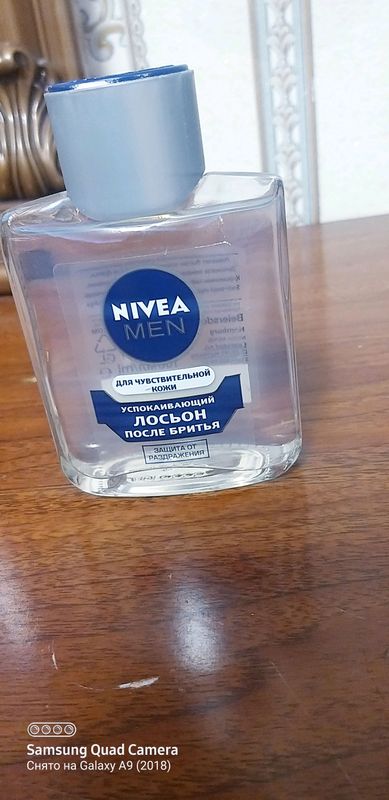 NIVEA
MEN
ДЛЯ ЧУВСТВИТЕЛЬНОЙ
КОЖИ
УСПОКАИВАЮЩИЙ
ЛОСЬОН
ПОСЛЕ БРИТЬЯ
ЗАЩИТА ОТ
РАЗДРАЖЕНИЯ
Samsung Quad Camera
Снято на Galaxy A9 (2018)